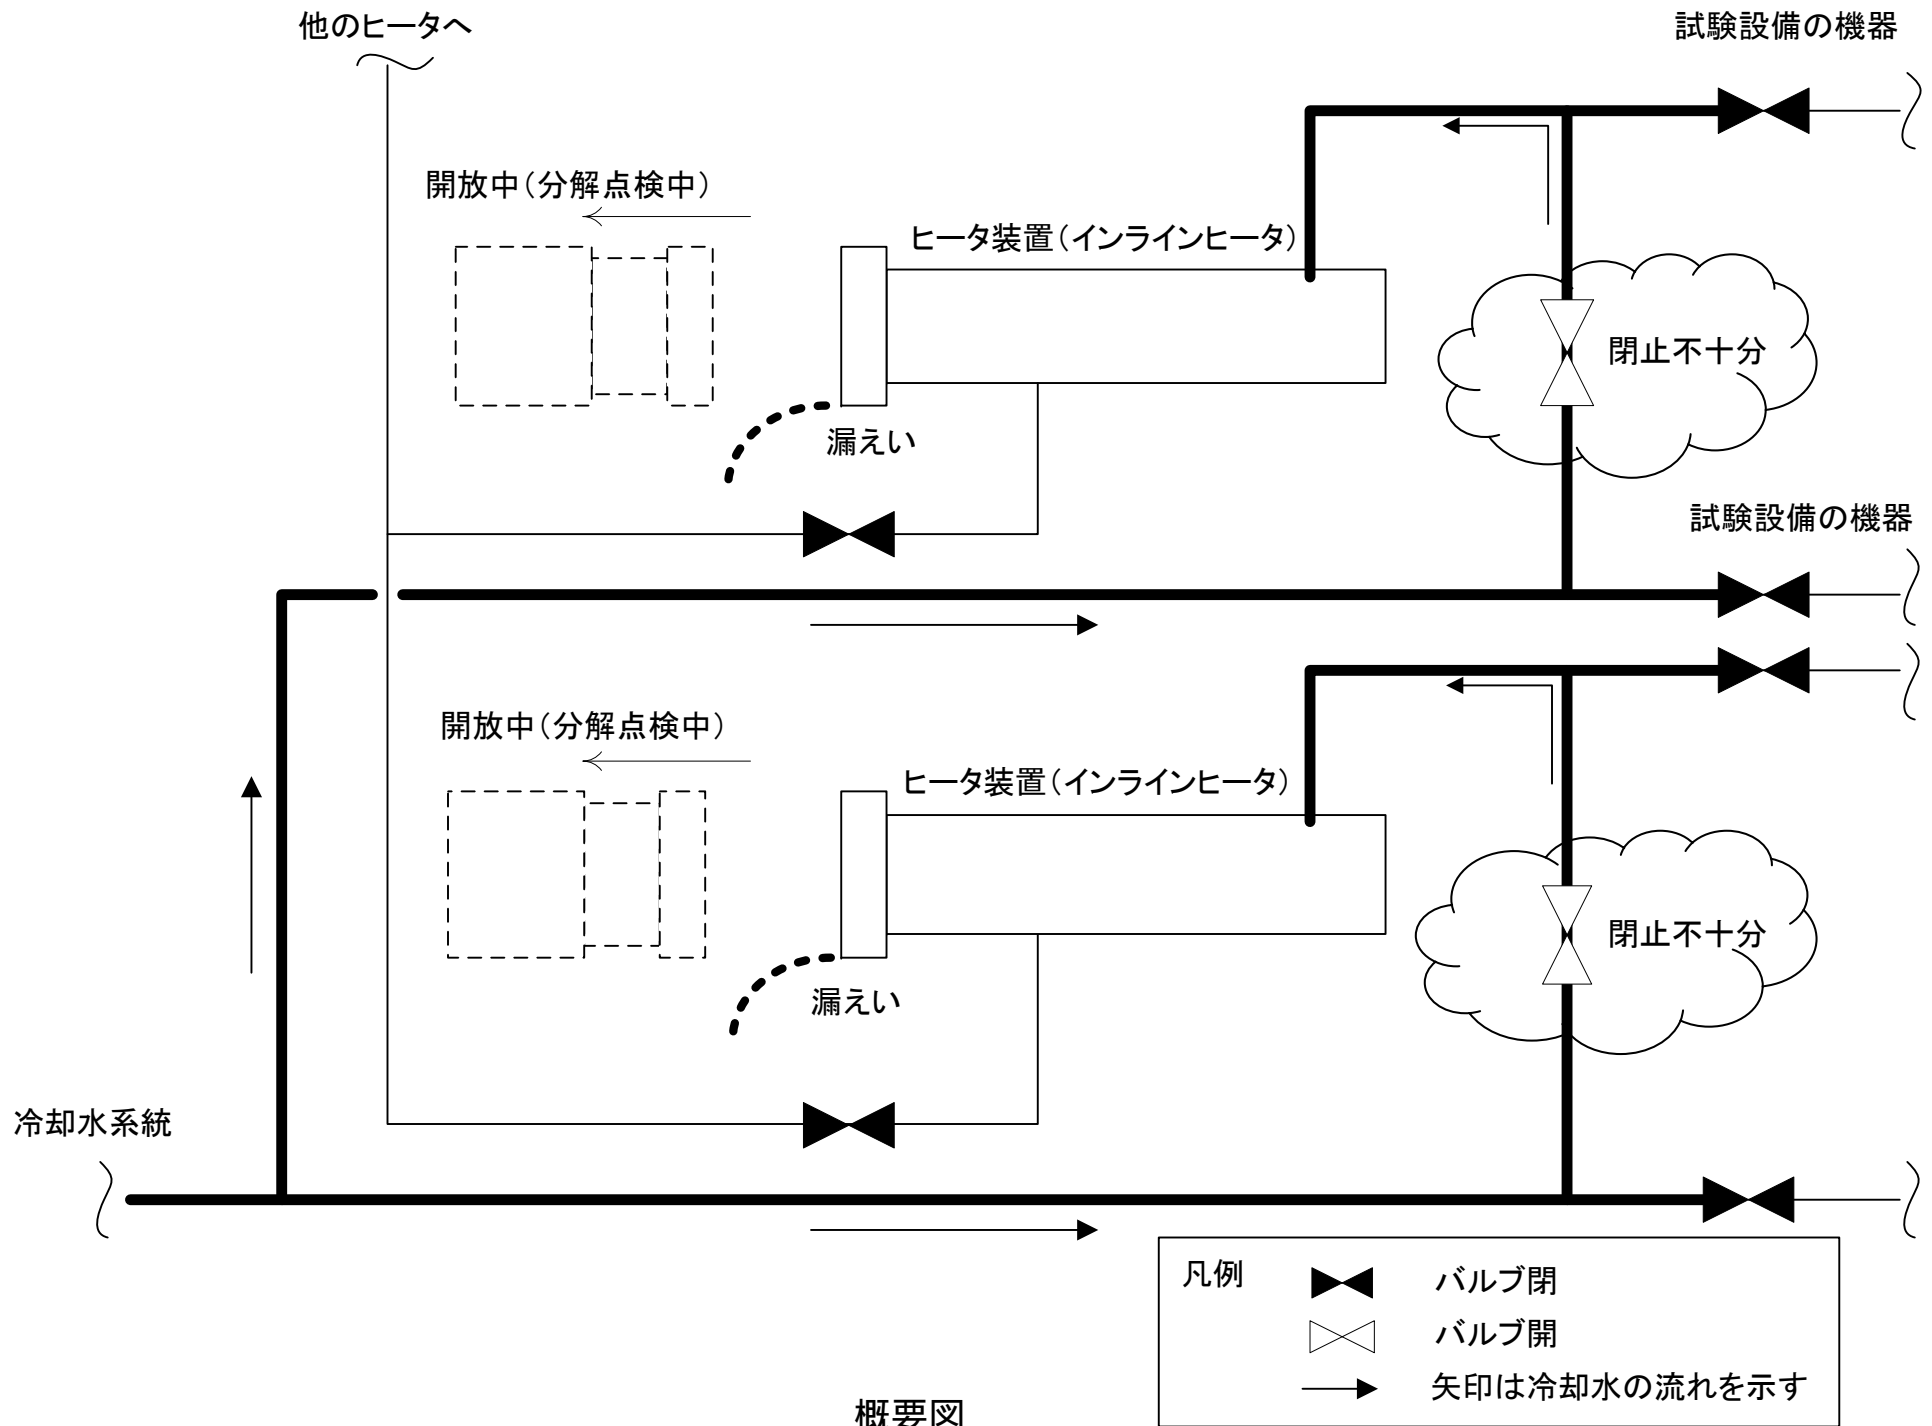 他のヒータへ
試験設備の機器
開放中(分解点検中)
ヒータ装置(インラインヒータ)
閉止不十分
漏えい
試験設備の機器
開放中(分解点検中)
ヒータ装置(インラインヒータ)
閉止不十分
漏えい
冷却水系統
凡例
バルブ閉
バルブ開
矢印は冷却水の流れを示す
概要図